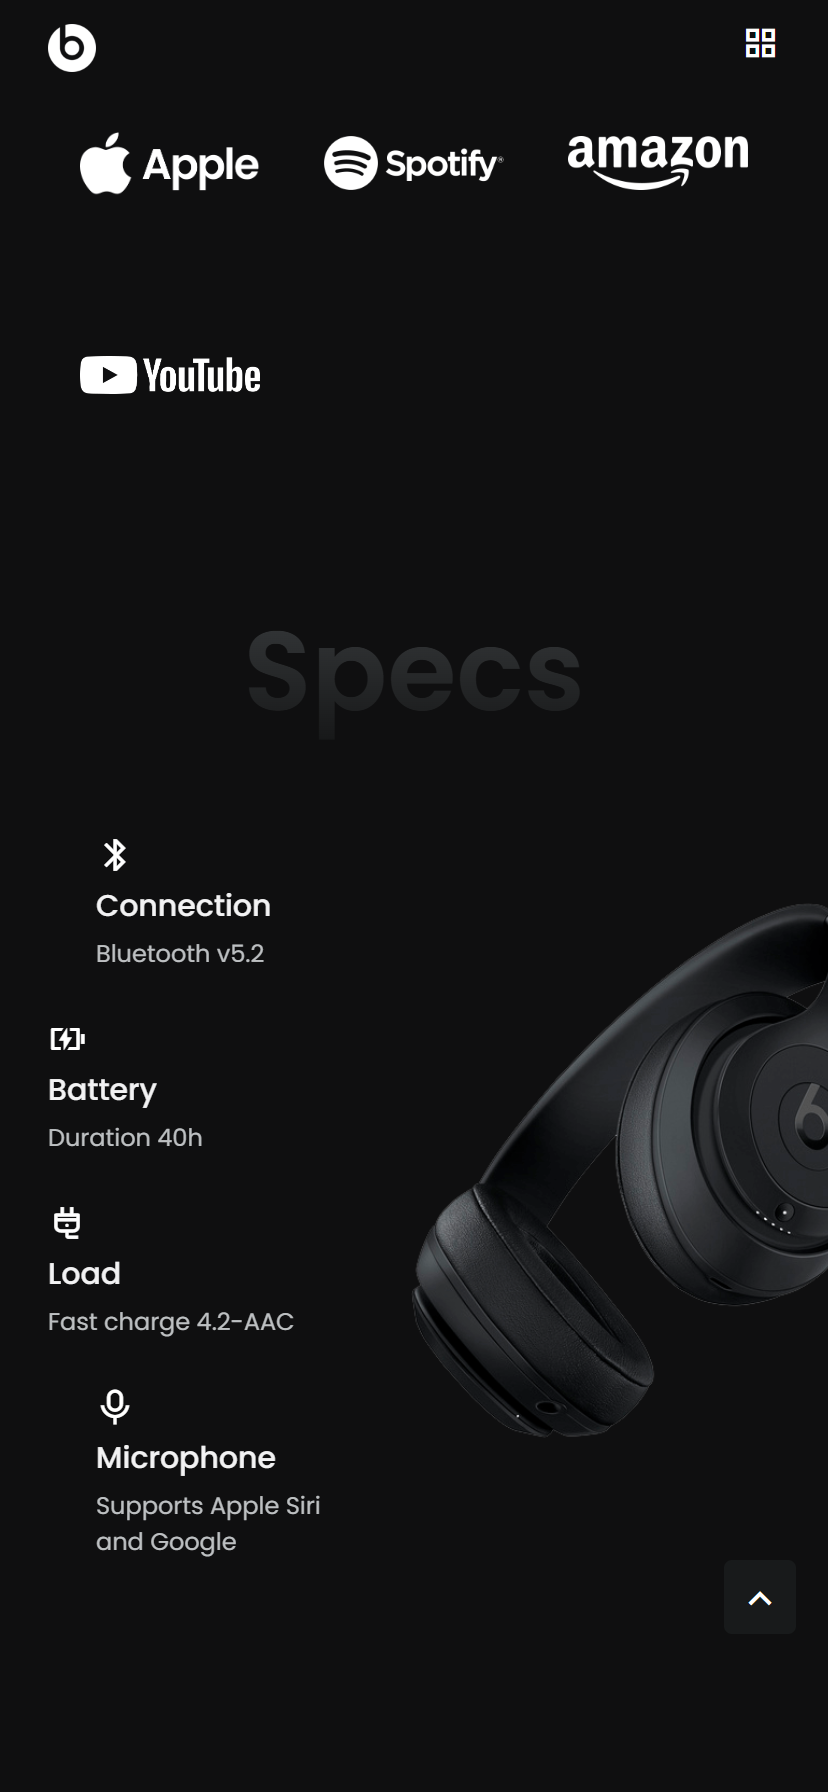 Apple
Spotify
amazon
YouTube
Specs
Connection
Bluetooth v5.2
Battery
Duration 40h
Load
Fast charge 4.2-AAC
Microphone
Supports Apple Siri
and Google